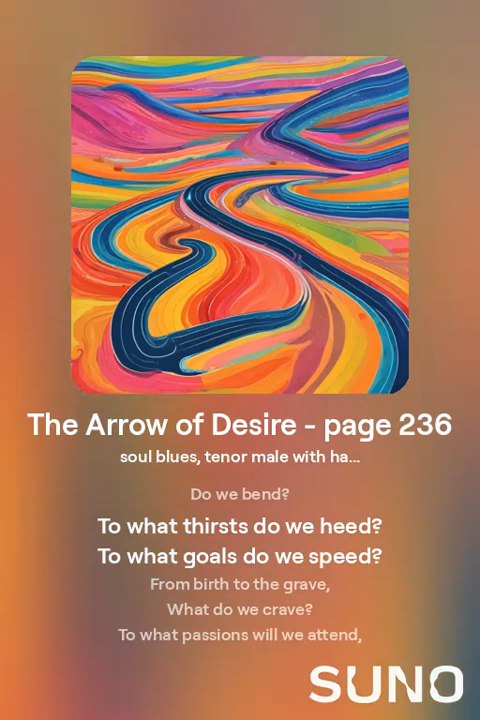 The Arrow of Desire - page 236
soul blues, tenor male with ha...
Do we bend?
To what thirsts do we heed?
To what goals do we speed?
From birth to the grave,
What do we crave?
To what passions will we attend,
SUNO